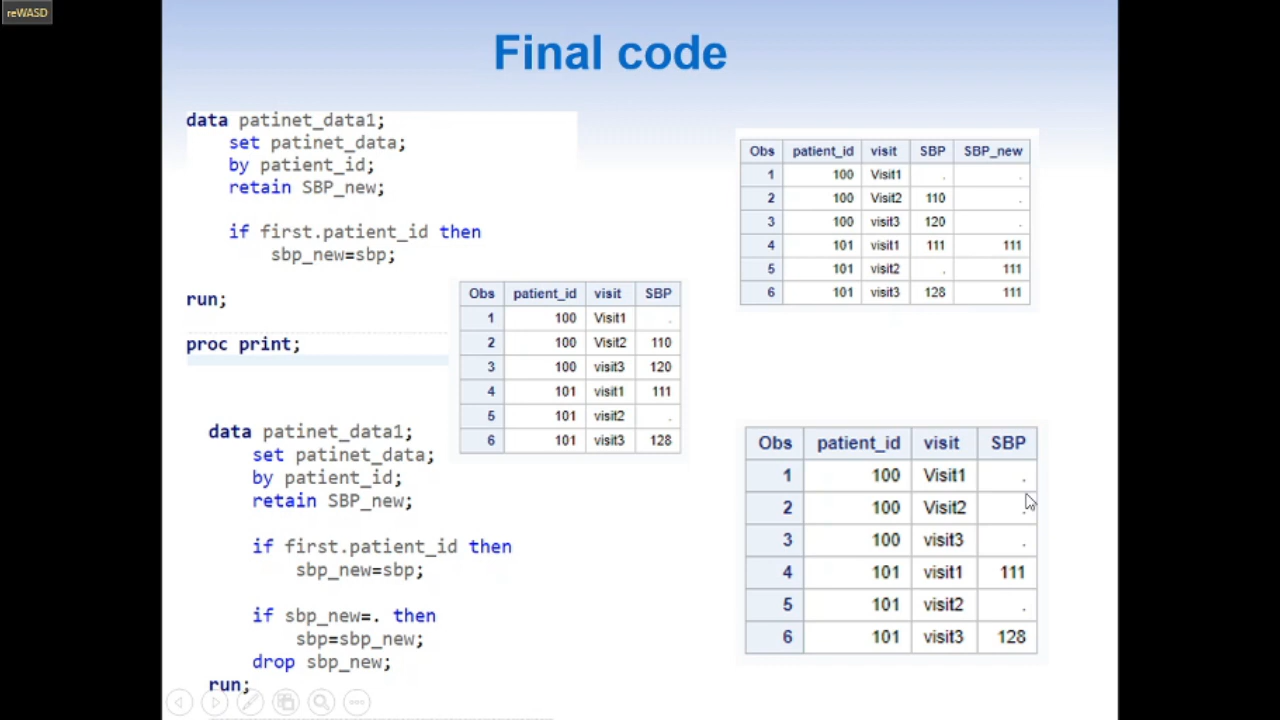 reWASD
Final code
data patinet_data1;
set patinet_data;
by patient_id;
retain SBP_new;
if first.patient_id then
sbp_new=sbp;
run;
proc print;
Obs patient_id visit SBP
1 100 Visit1 .
2 100 Visit2 110
3 100 visit3 120
4 101 visit1 111
5 101 visit2 .
6 101 visit3 128
Obs patient_id visit SBP SBP_new
1 100 Visit1 . .
2 100 Visit2 110 .
3 100 visit3 120 .
4 101 visit1 111 111
5 101 visit2 . 111
6 101 visit3 128 111
data patinet_data1;
set patinet_data;
by patient_id;
retain SBP_new;
if first.patient_id then
sbp_new=sbp;
if sbp_new=. then
sbp=sbp_new;
drop sbp_new;
run;
Obs patient_id visit SBP
1 100 Visit1 .
2 100 Visit2 .
3 100 visit3 .
4 101 visit1 111
5 101 visit2 .
6 101 visit3 128